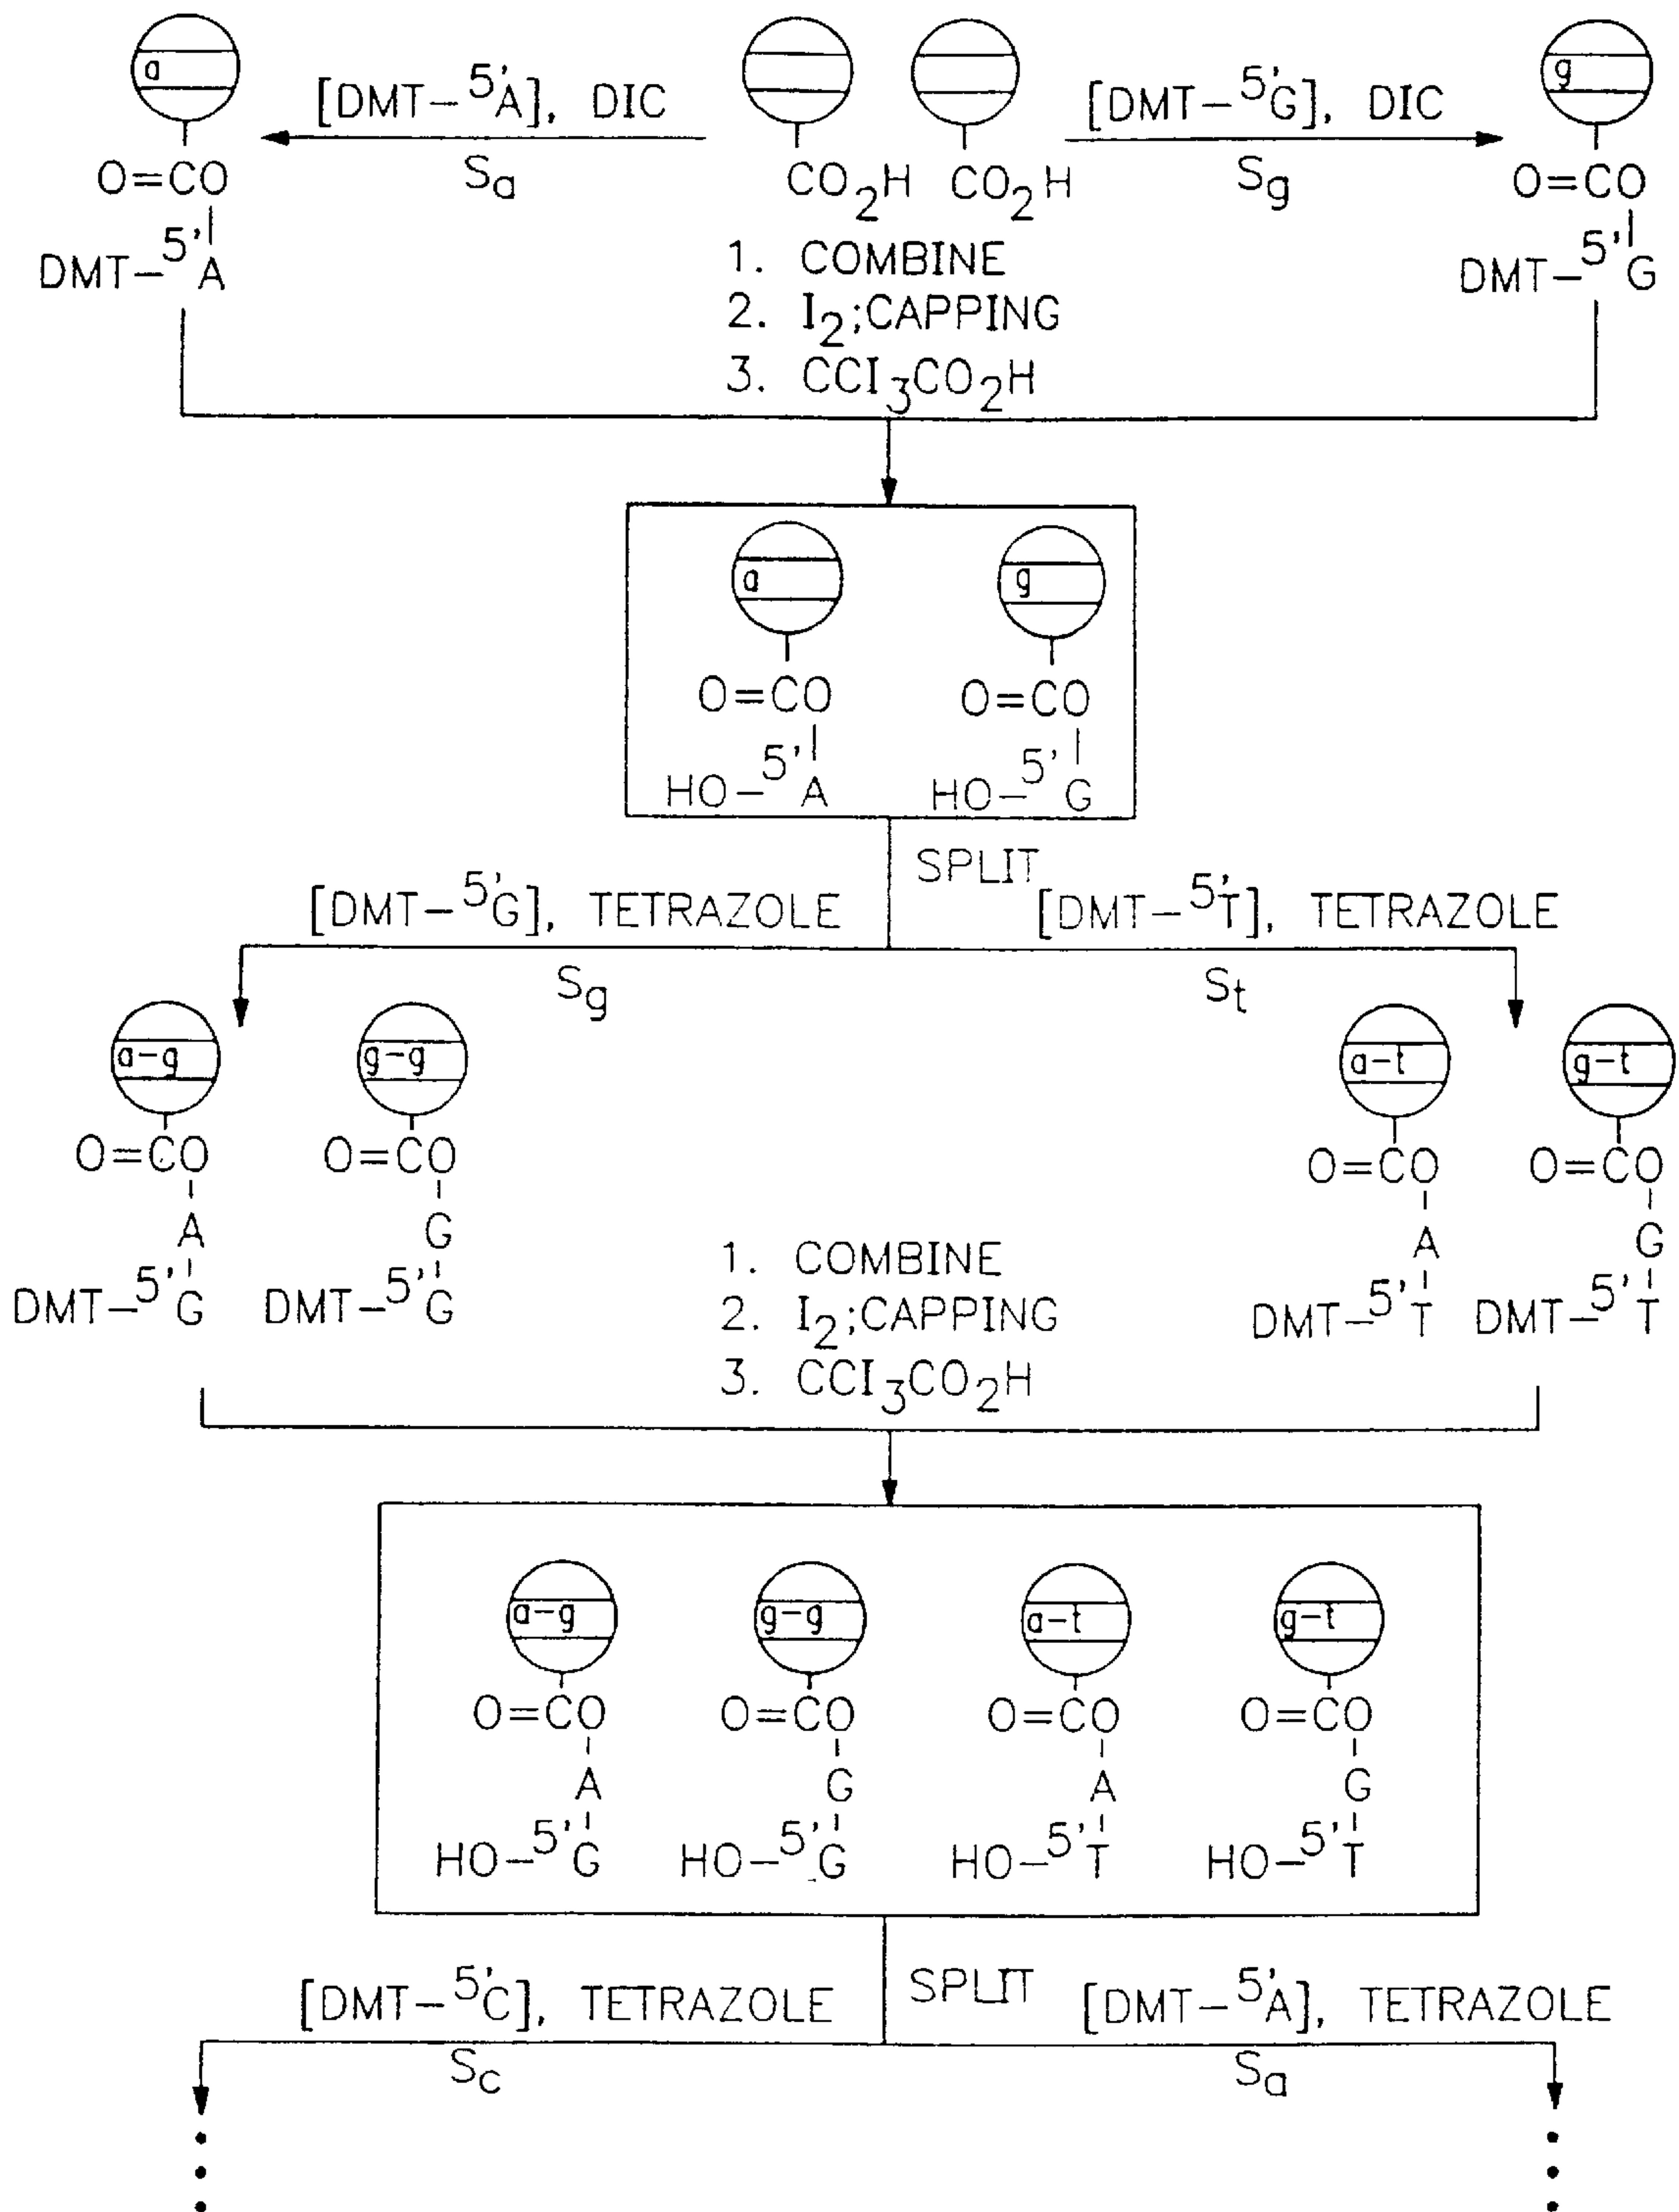 a
[DMT-5'A], DIC
Sa
CO2H CO2H
[DMT-5'G], DIC
Sg
g
O=CO
DMT-5'A
O=CO
DMT-5'G
1. COMBINE
2. I2;CAPPING
3. CCI3CO2H
a g
O=CO O=CO
HO-5'A HO-5'G
SPLIT
[DMT-5'G], TETRAZOLE [DMT-5'T], TETRAZOLE
Sg St
a-g g-g a-t g-t
O=CO O=CO O=CO O=CO
A G A G
DMT-5'G DMT-5'G DMT-5'T DMT-5'T
1. COMBINE
2. I2;CAPPING
3. CCI3CO2H
a-g g-g a-t g-t
O=CO O=CO O=CO O=CO
A G A G
HO-5'G HO-5'G HO-5'T HO-5'T
SPLIT
[DMT-5'C], TETRAZOLE [DMT-5'A], TETRAZOLE
Sc Sa